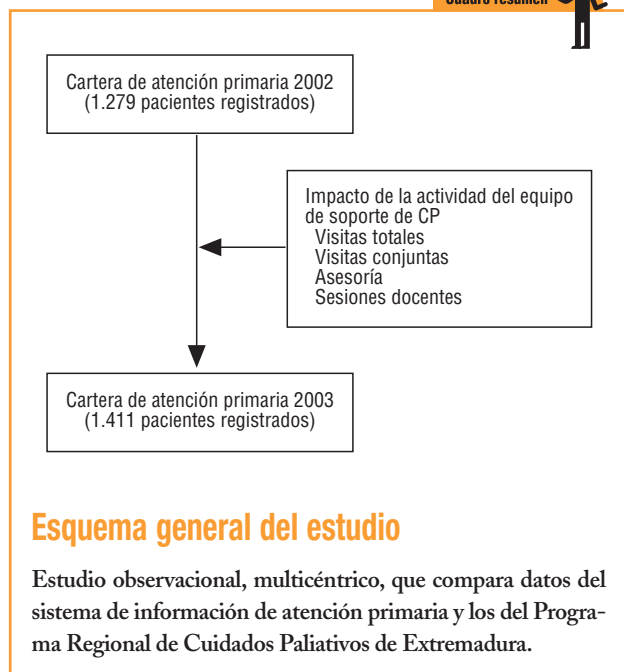 Cuadro resumen
Cartera de atención primaria 2002
(1.279 pacientes registrados)
Impacto de la actividad del equipo
de soporte de CP
Visitas totales
Visitas conjuntas
Asesoría
Sesiones docentes
Cartera de atención primaria 2003
(1.411 pacientes registrados)
Esquema general del estudio
Estudio observacional, multicéntrico, que compara datos del
sistema de información de atención primaria y los del Progra-
ma Regional de Cuidados Paliativos de Extremadura.